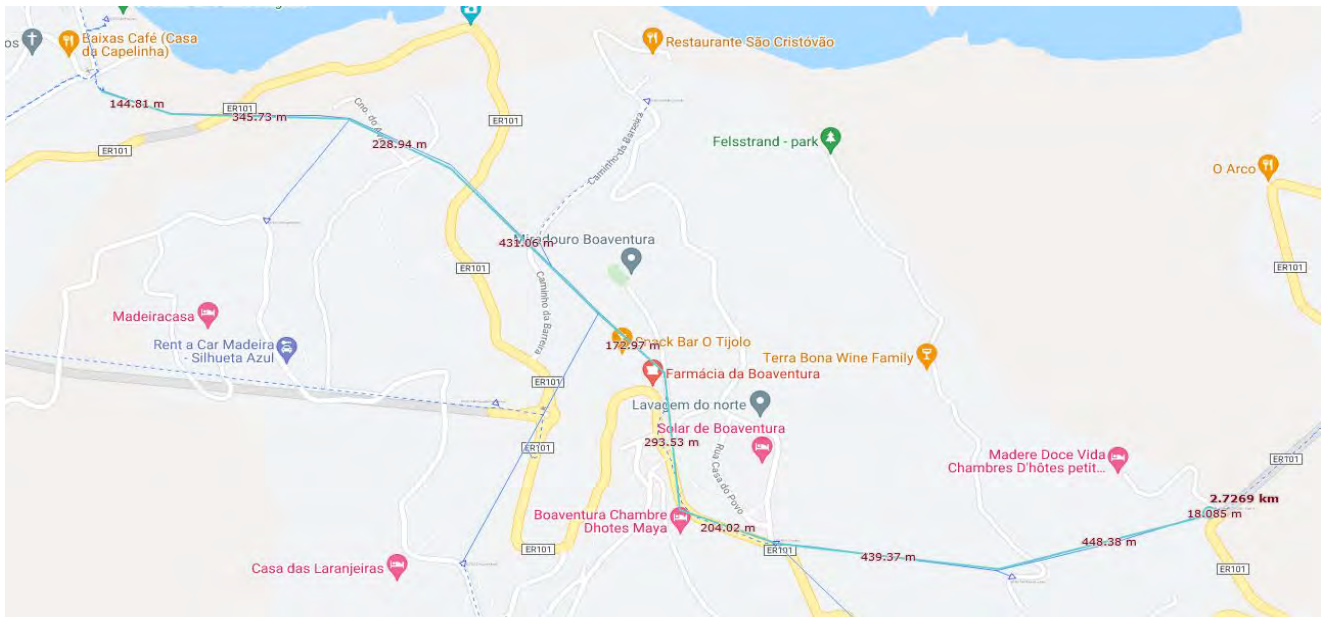 os
Baixas Café (Casa
da Capelinha)
Restaurante São Cristóvão
144.81 m
ER101
345.73 m
ER101
ER101
Cno. do
228.94 m
Caminho da Barreira
Felsstrand - park
O Arco
431.06 m
Miradouro Boaventura
ER101
ER101
Madeiracasa
Caminho da Barreira
Rent a Car Madeira
- Silhueta Azul
172.97 m
Snack Bar O Tijolo
Terra Bona Wine Family
Farmácia da Boaventura
ER101
Lavagem do norte
Solar de Boaventura
ER101
293.53 m
Rua Casa do Povo
Madere Doce Vida
Chambres D'hôtes petit...
ER101
2.7269 km
18.085 m
Boaventura Chambre
Dhotes Maya
204.02 m
ER101
ER101
439.37 m
448.38 m
ER101
Casa das Laranjeiras